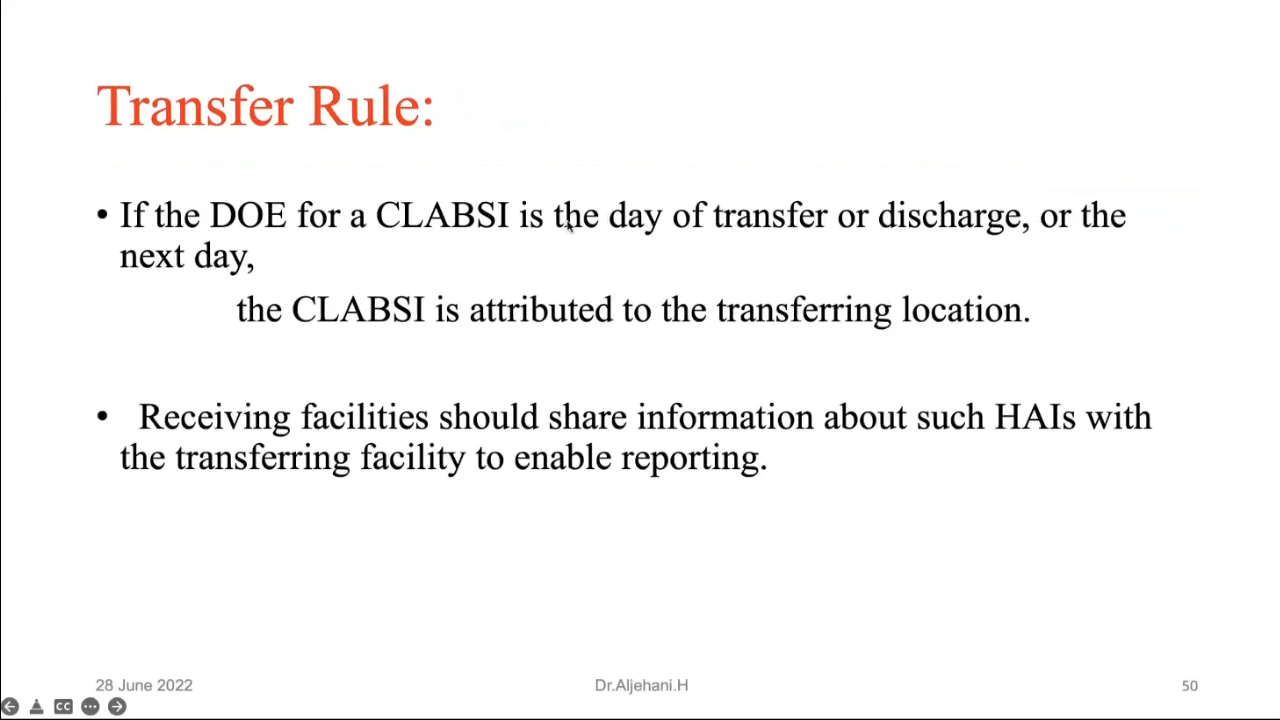 Transfer Rule:
• If the DOE for a CLABSI is the day of transfer or discharge, or the
next day,
the CLABSI is attributed to the transferring location.
• Receiving facilities should share information about such HAIs with
the transferring facility to enable reporting.
28 June 2022
Dr.Aljehani.H
50
CC